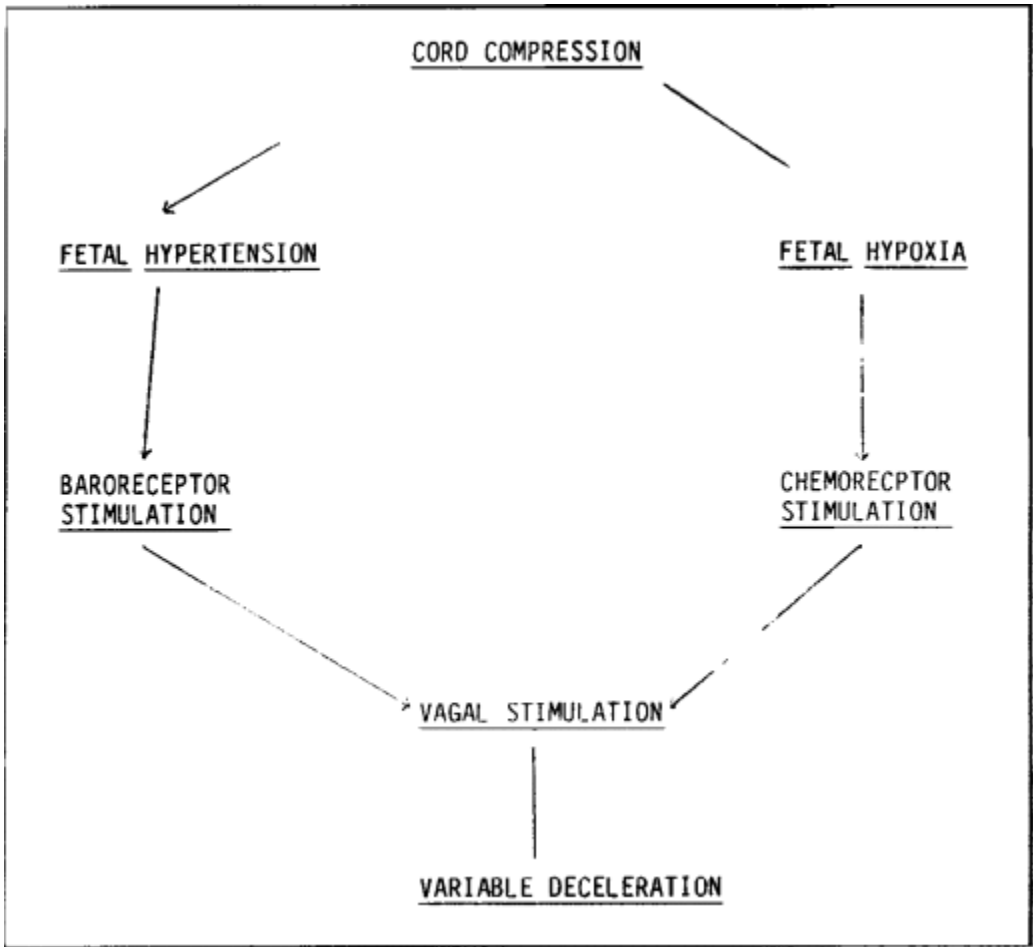 CORD COMPRESSION
FETAL HYPERTENSION
FETAL HYPOXIA
BARORECEPTOR
STIMULATION
CHEMORECPTOR
STIMULATION
VAGAL STIMULATION
VARIABLE DECELERATION